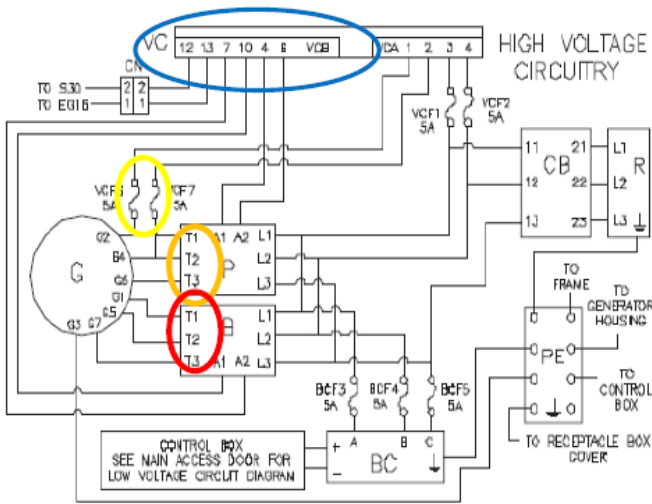 VC 12 13 7 10 4 6 VCB VCA 1 2 3 4
HIGH VOLTAGE
CIRCUITRY
CN
TO S30 2 2
TO EG16 1 1
VCF1
5A
VCF2
5A
VCF6
5A
VCF7
5A
11 21 L1
CB R
12 22 L2
13 23 L3
G
G2
G4
G6
G1
G5
G3 G7
T1 A1 A2 L1
T2 P L2
T3 L3
T1 B L1
T2 L2
T3 A1 A2 L3
TO
FRAME
TO
GENERATOR
HOUSING
PE
TO
CONTROL
BOX
TO RECEPTACLE BOX
COVER
BCF3
5A
BCF4
5A
BCF5
5A
CONTROL BOX
SEE MAIN ACCESS DOOR FOR
LOW VOLTAGE CIRCUIT DIAGRAM
+ A B C
- BC